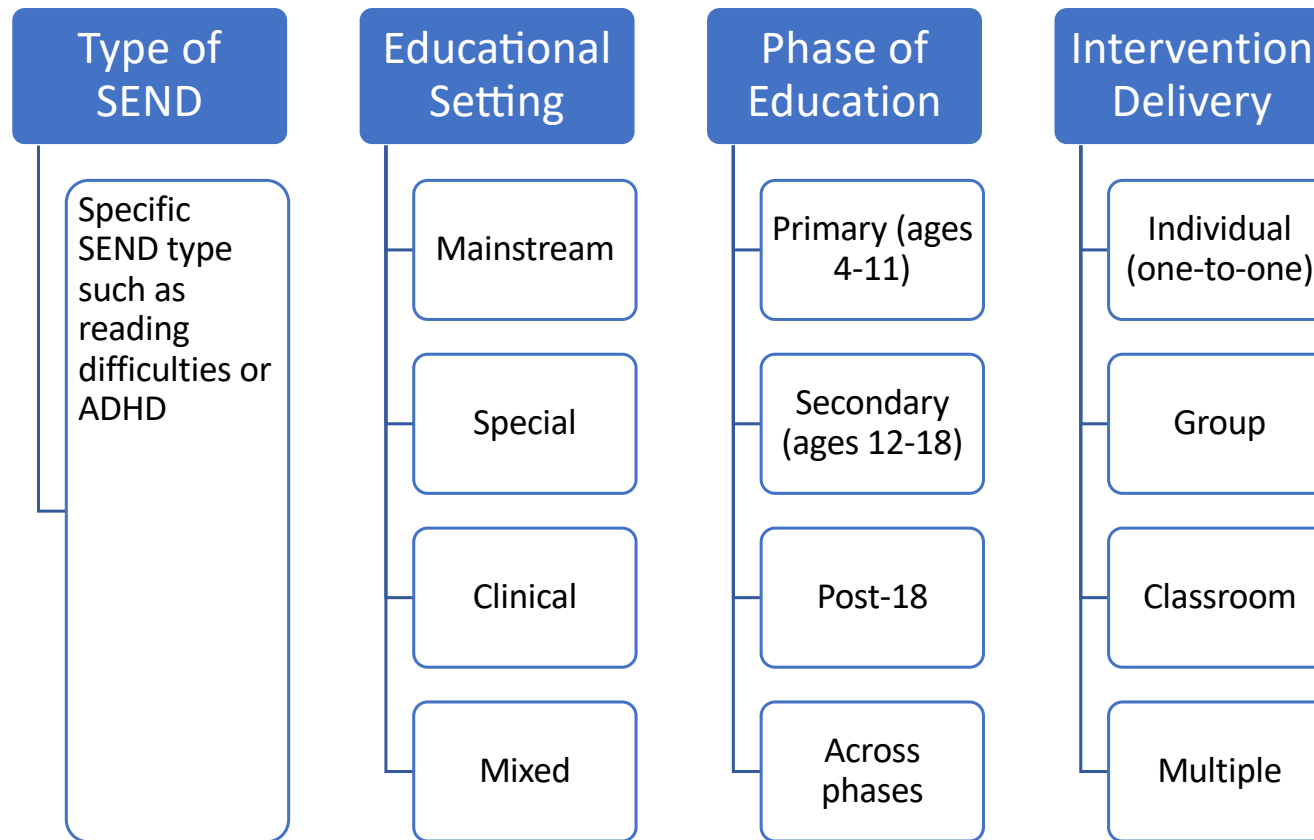 Type of
SEND
Specific
SEND type
such as
reading
difficulties or
ADHD
Educational
Setting
Mainstream
Special
Clinical
Mixed
Phase of
Education
Primary (ages
4-11)
Secondary
(ages 12-18)
Post-18
Across
phases
Intervention
Delivery
Individual
(one-to-one)
Group
Classroom
Multiple